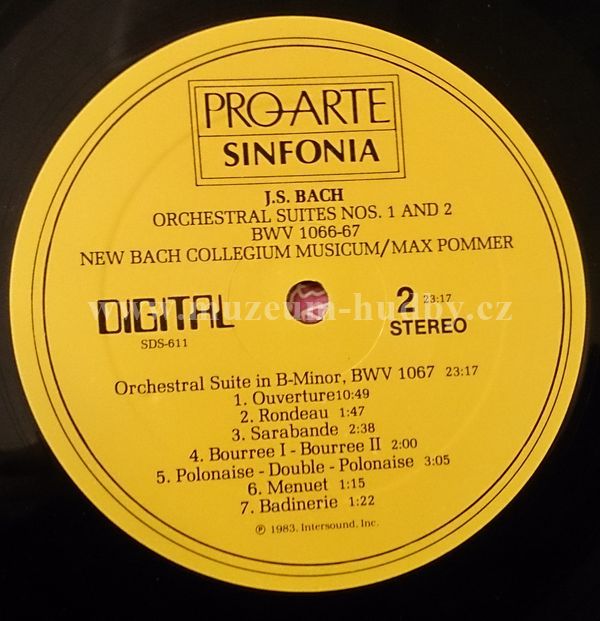 PRO-ARTE
SINFONIA
J.S. BACH
ORCHESTRAL SUITES NOS. 1 AND 2
BWV 1066-67
NEW BACH COLLEGIUM MUSICUM/MAX POMMER
DIGITAL
SDS-611
2 23:17
STEREO
www.muzeum-hudby.cz
Orchestral Suite in B-Minor, BWV 1067 23:17
1. Ouverture10:49
2. Rondeau 1:47
3. Sarabande 2:38
4. Bourree I - Bourree II 2:00
5. Polonaise - Double - Polonaise 3:05
6. Menuet 1:15
7. Badinerie 1:22
℗ 1983. Intersound. Inc.